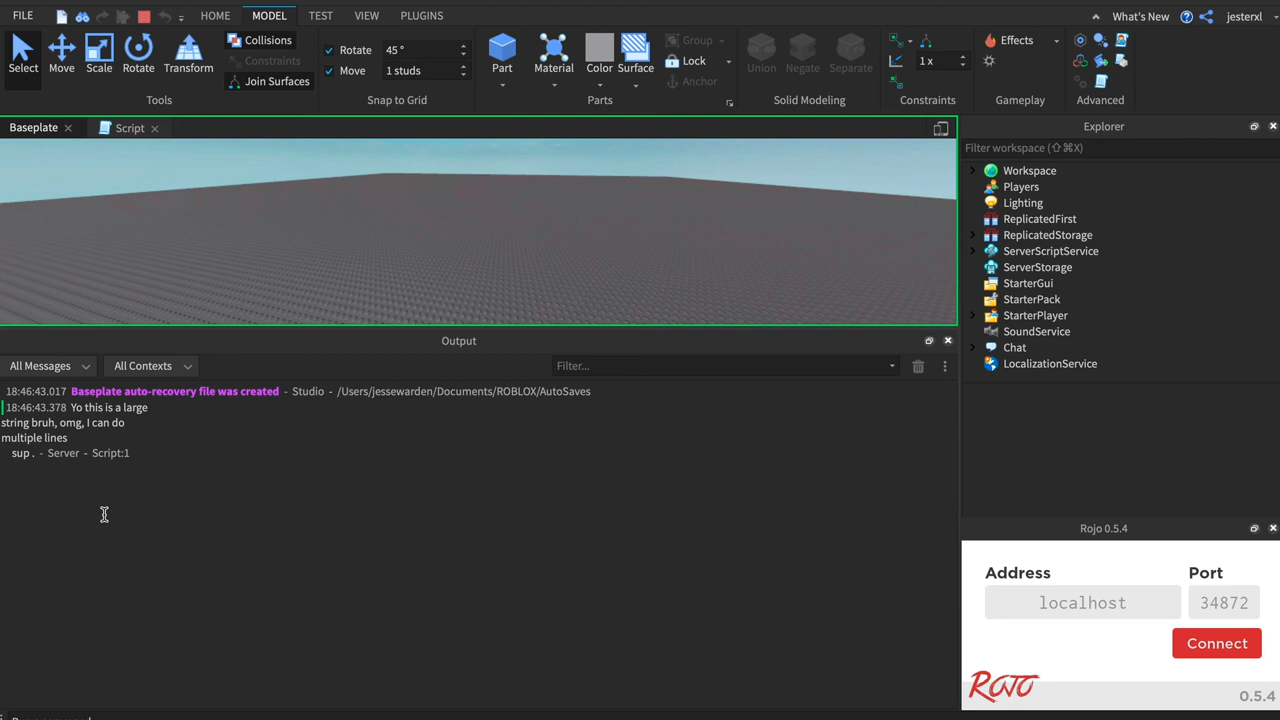 FILE HOME MODEL TEST VIEW PLUGINS What's New jesterxl
Select Move Scale Rotate Transform
Collisions
Constraints
Join Surfaces
Tools
Rotate 45 °
Move 1 studs
Snap to Grid
Part Material Color Surface
Group
Lock
Anchor
Parts
Union Negate Separate
Solid Modeling
1 x
Constraints
Effects
Gameplay
Advanced
Baseplate Script
Output
All Messages All Contexts Filter...
18:46:43.017 Baseplate auto-recovery file was created - Studio - /Users/jessewarden/Documents/ROBLOX/AutoSaves
18:46:43.378 Yo this is a large
string bruh, omg, I can do
multiple lines
sup . - Server - Script:1
Explorer
Filter workspace (⇧⌘X)
Workspace
Players
Lighting
ReplicatedFirst
ReplicatedStorage
ServerScriptService
ServerStorage
StarterGui
StarterPack
StarterPlayer
SoundService
Chat
LocalizationService
Rojo 0.5.4
Address Port
localhost 34872
Connect
ROJO 0.5.4